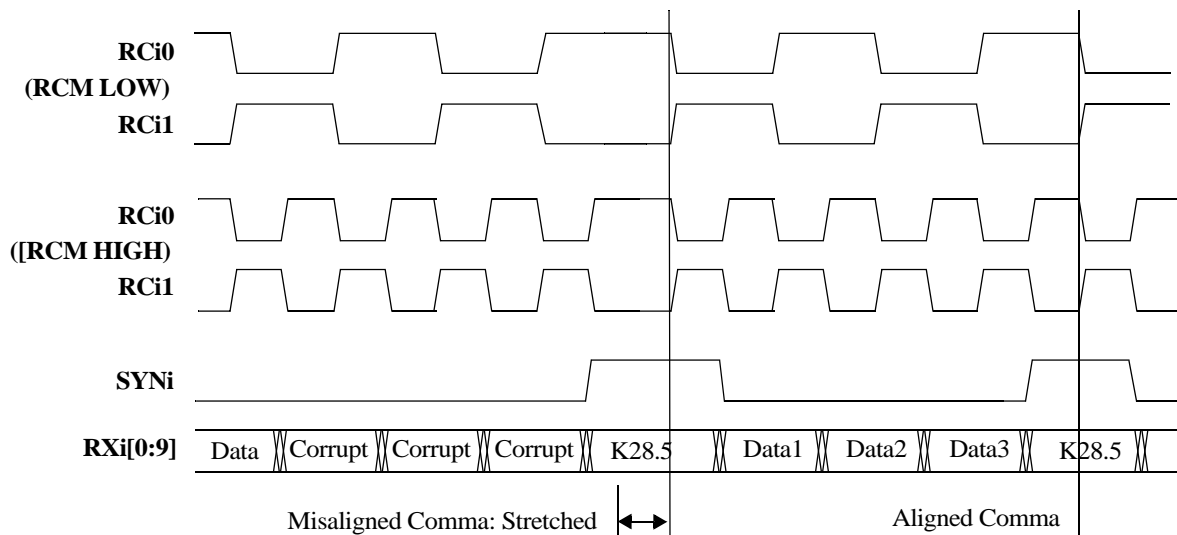 RCi0
(RCM LOW)
RCi1
RCi0
([RCM HIGH)
RCi1
SYNi
RXi[0:9] Data Corrupt Corrupt Corrupt K28.5 Data1 Data2 Data3 K28.5
Misaligned Comma: Stretched Aligned Comma